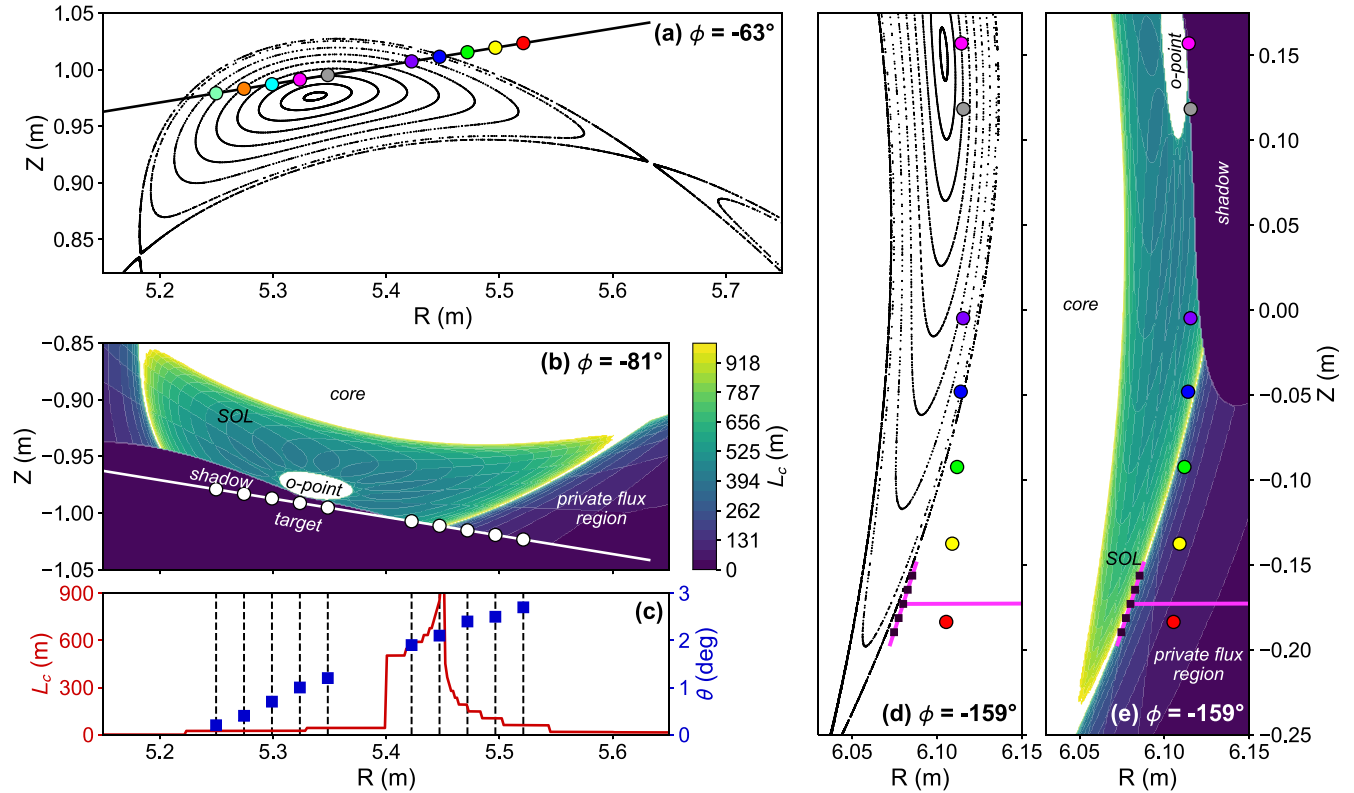 1.05
1.00
0.95
0.90
0.85
Z (m)
(a) ϕ = -63°
5.2
5.3
5.4
5.5
5.6
5.7
R (m)
−0.85
−0.90
−0.95
−1.00
−1.05
Z (m)
(b) ϕ = -81°
core
SOL
shadow
o-point
target
private flux
region
918
787
656
525
394
262
131
0
L_c (m)
900
600
300
0
L_c (m)
(c)
3
2
1
0
θ (deg)
5.2
5.3
5.4
5.5
5.6
R (m)
(d) ϕ = -159°
6.05
6.10
6.15
R (m)
o-point
shadow
core
SOL
private flux
region
(e) ϕ = -159°
0.15
0.10
0.05
0.00
−0.05
−0.10
−0.15
−0.20
−0.25
Z (m)
6.05
6.10
6.15
R (m)